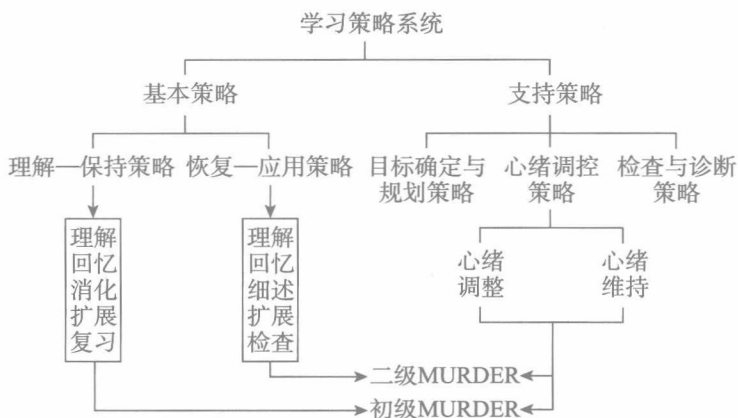 学习策略系统
基本策略
支持策略
理解—保持策略
恢复—应用策略
目标确定与
规划策略
心绪调控
策略
检查与诊断
策略
理解
回忆
消化
扩展
复习
理解
回忆
细述
扩展
检查
心绪
调整
心绪
维持
二级MURDER
初级MURDER